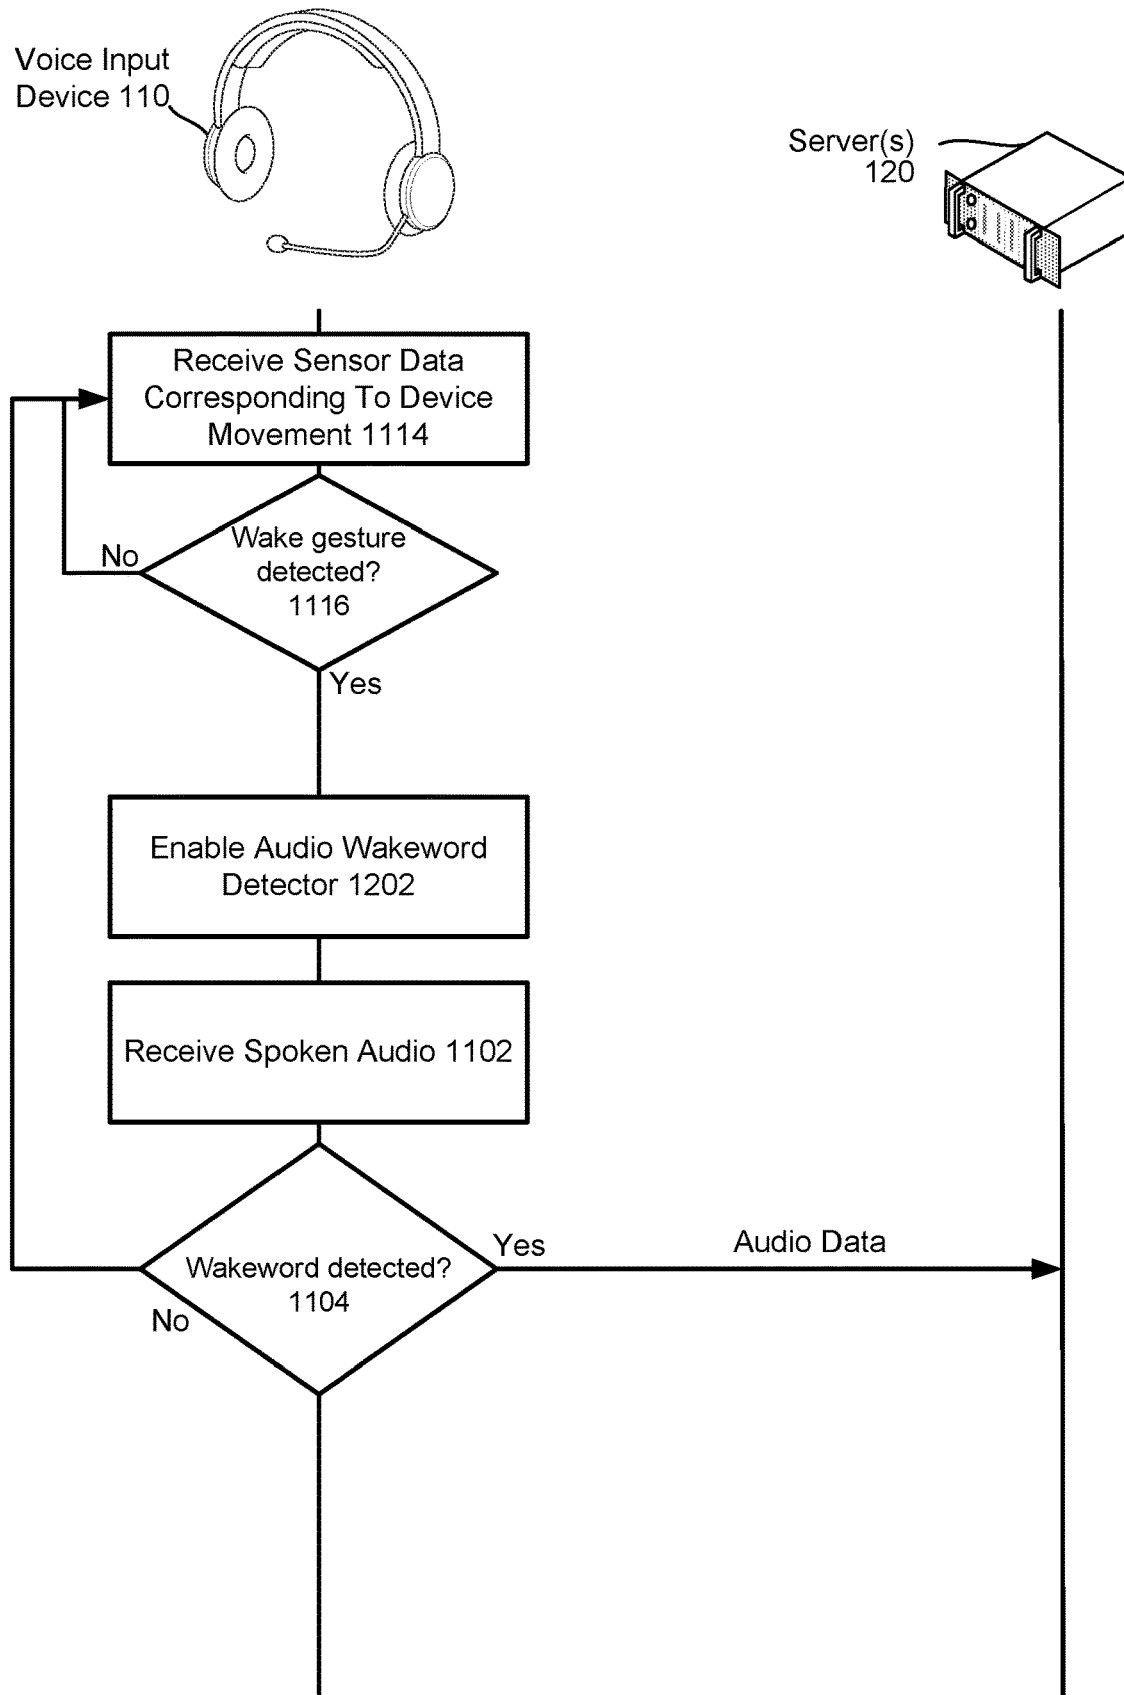 Voice Input
Device 110
Server(s)
120
Receive Sensor Data
Corresponding To Device
Movement 1114
Wake gesture
detected?
1116
No
Yes
Enable Audio Wakeword
Detector 1202
Receive Spoken Audio 1102
Wakeword detected?
1104
Yes
Audio Data
No